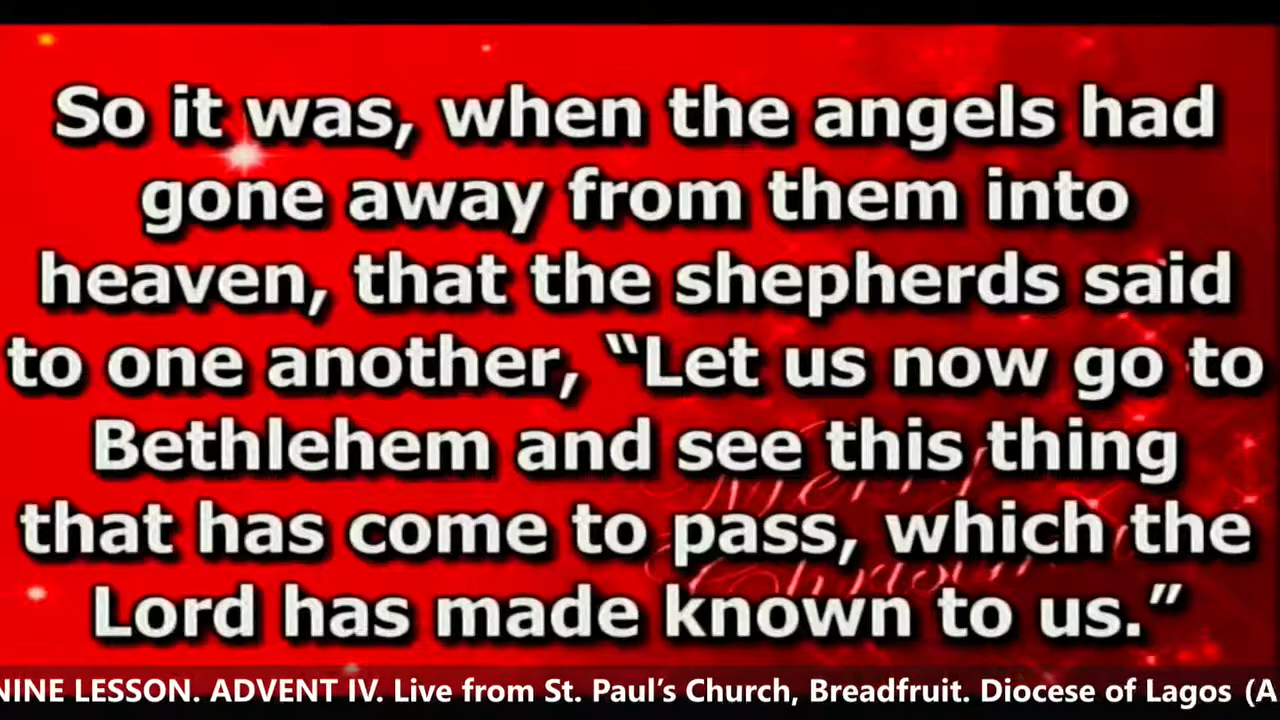 So it was, when the angels had
gone away from them into
heaven, that the shepherds said
to one another, “Let us now go to
Bethlehem and see this thing
that has come to pass, which the
Lord has made known to us.”
Merry
Christm
NINE LESSON. ADVENT IV. Live from St. Paul’s Church, Breadfruit. Diocese of Lagos (A